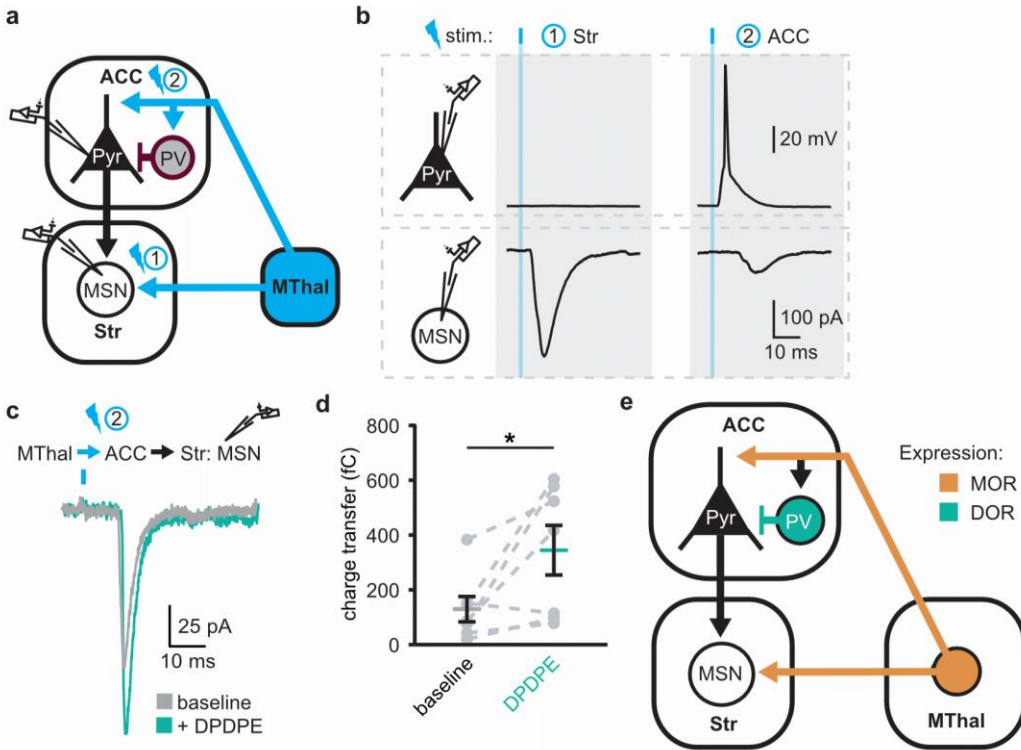 a
ACC
2
Pyr
PV
1
MSN
MThal
Str
b
stim.: 1 Str 2 ACC
Pyr
20 mV
MSN
100 pA
10 ms
c
2
MThal ACC Str: MSN
25 pA
10 ms
baseline
+ DPDPE
d
*
charge transfer (fC)
800
600
400
200
0
baseline
DPDPE
e
ACC
Expression:
MOR
DOR
Pyr
PV
MSN
Str
MThal